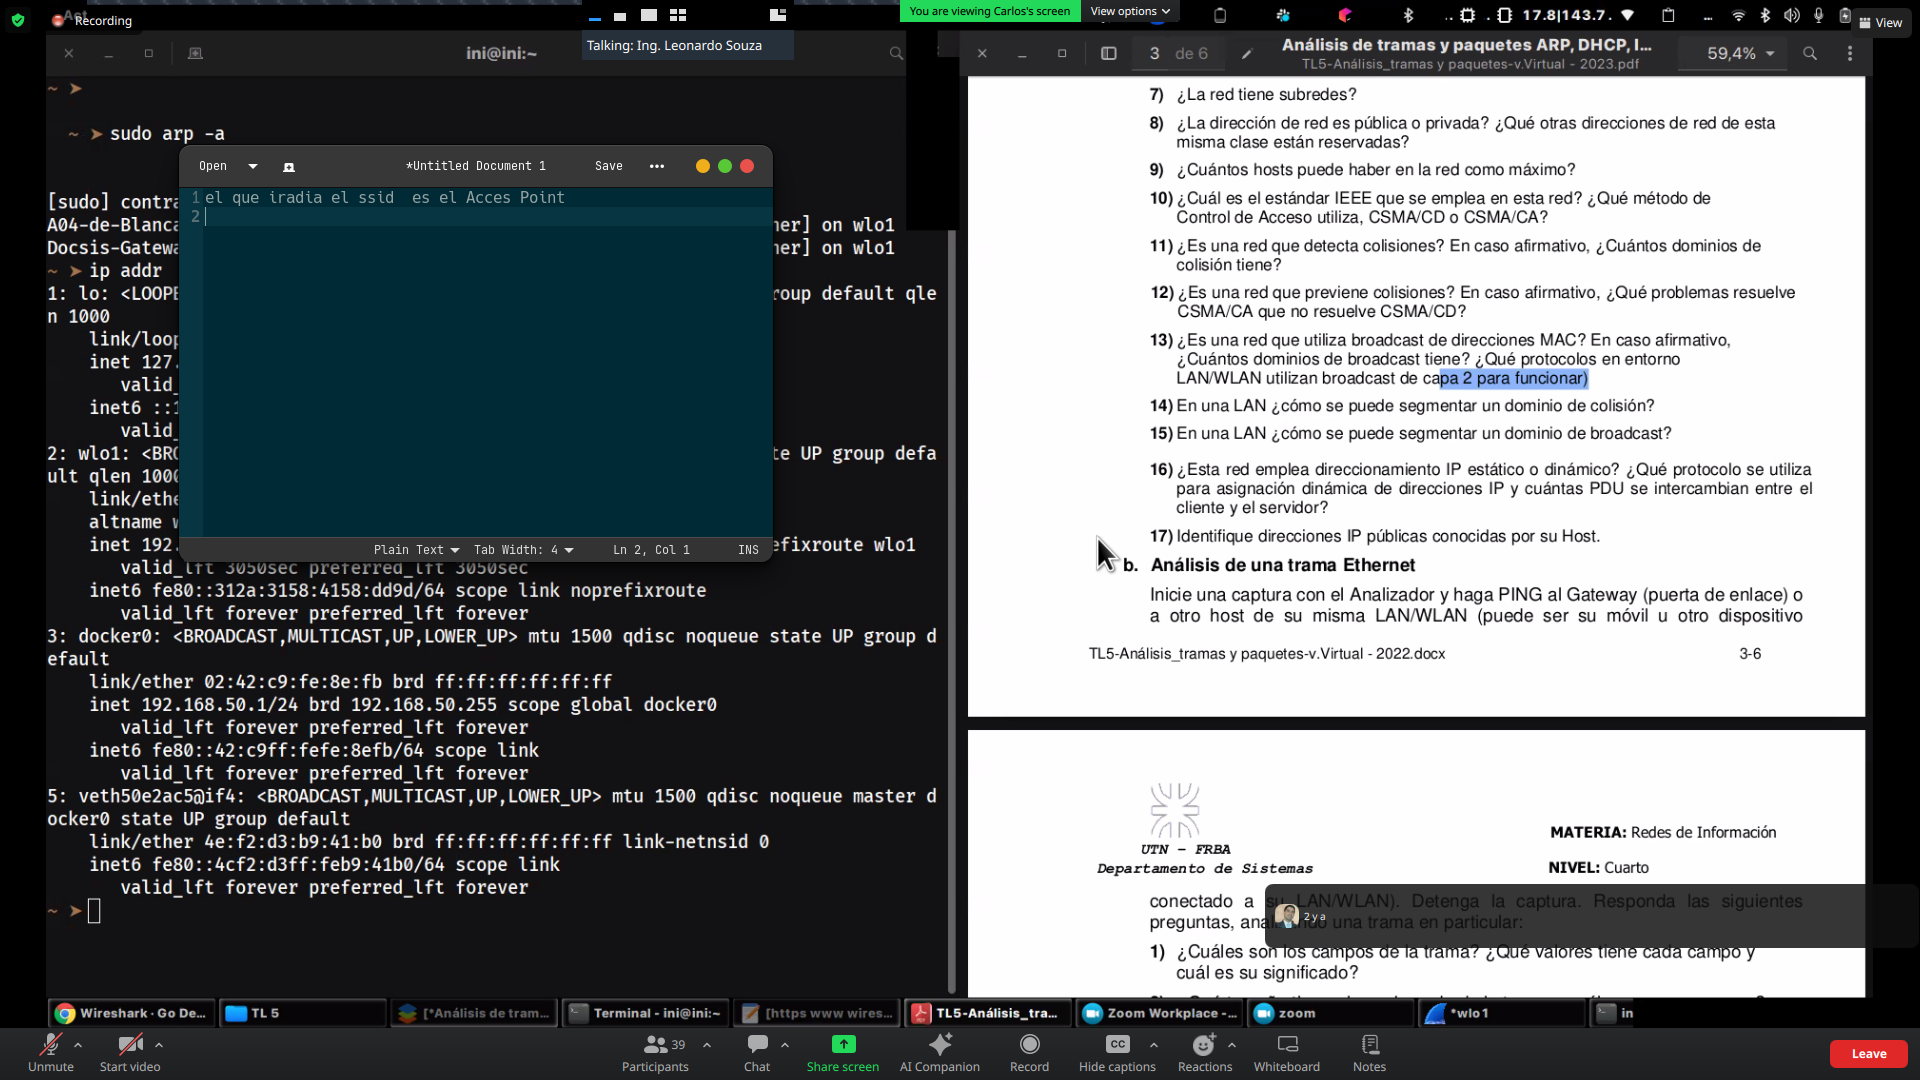 Recording
You are viewing Carlos's screen
View options
17.8|143.7.
View
ini@ini:~
Talking: Ing. Leonardo Souza
~ ➤
~ ➤ sudo arp -a
[sudo] contra
A04-de-Blanca
ner] on wlo1
Docsis-Gatewa
ner] on wlo1
~ ➤ ip addr
1: lo: <LOOPB
roup default qle
n 1000
link/loop
inet 127.
valid_
inet6 ::1
valid_
2: wlo1: <BRO
te UP group defa
ult qlen 1000
link/ethe
altname w
inet 192.
efixroute wlo1
valid_lft 3050sec preferred_lft 3050sec
inet6 fe80::312a:3158:4158:dd9d/64 scope link noprefixroute
valid_lft forever preferred_lft forever
3: docker0: <BROADCAST,MULTICAST,UP,LOWER_UP> mtu 1500 qdisc noqueue state UP group d
efault
link/ether 02:42:c9:fe:8e:fb brd ff:ff:ff:ff:ff:ff
inet 192.168.50.1/24 brd 192.168.50.255 scope global docker0
valid_lft forever preferred_lft forever
inet6 fe80::42:c9ff:fefe:8efb/64 scope link
valid_lft forever preferred_lft forever
5: veth50e2ac5@if4: <BROADCAST,MULTICAST,UP,LOWER_UP> mtu 1500 qdisc noqueue master d
ocker0 state UP group default
link/ether 4e:f2:d3:b9:41:b0 brd ff:ff:ff:ff:ff:ff link-netnsid 0
inet6 fe80::4cf2:d3ff:feb9:41b0/64 scope link
valid_lft forever preferred_lft forever
~ ➤
Open
*Untitled Document 1
Save
1 el que iradia el ssid  es el Acces Point
2
Plain Text
Tab Width: 4
Ln 2, Col 1
INS
3 de 6
Análisis de tramas y paquetes ARP, DHCP, I...
TL5-Análisis_tramas y paquetes-v.Virtual - 2023.pdf
59,4%
7) ¿La red tiene subredes?
8) ¿La dirección de red es pública o privada? ¿Qué otras direcciones de red de esta
misma clase están reservadas?
9) ¿Cuántos hosts puede haber en la red como máximo?
10) ¿Cuál es el estándar IEEE que se emplea en esta red? ¿Qué método de
Control de Acceso utiliza, CSMA/CD o CSMA/CA?
11) ¿Es una red que detecta colisiones? En caso afirmativo, ¿Cuántos dominios de
colisión tiene?
12) ¿Es una red que previene colisiones? En caso afirmativo, ¿Qué problemas resuelve
CSMA/CA que no resuelve CSMA/CD?
13) ¿Es una red que utiliza broadcast de direcciones MAC? En caso afirmativo,
¿Cuántos dominios de broadcast tiene? ¿Qué protocolos en entorno
LAN/WLAN utilizan broadcast de capa 2 para funcionar)
14) En una LAN ¿cómo se puede segmentar un dominio de colisión?
15) En una LAN ¿cómo se puede segmentar un dominio de broadcast?
16) ¿Esta red emplea direccionamiento IP estático o dinámico? ¿Qué protocolo se utiliza
para asignación dinámica de direcciones IP y cuántas PDU se intercambian entre el
cliente y el servidor?
17) Identifique direcciones IP públicas conocidas por su Host.
b. Análisis de una trama Ethernet
Inicie una captura con el Analizador y haga PING al Gateway (puerta de enlace) o
a otro host de su misma LAN/WLAN (puede ser su móvil u otro dispositivo
TL5-Análisis_tramas y paquetes-v.Virtual - 2022.docx
3-6
UTN - FRBA
Departamento de Sistemas
MATERIA: Redes de Información
NIVEL: Cuarto
conectado a su LAN/WLAN). Detenga la captura. Responda las siguientes
preguntas, analizando una trama en particular:
2 y a
1) ¿Cuáles son los campos de la trama? ¿Qué valores tiene cada campo y
cuál es su significado?
Wireshark · Go De...
TL 5
[*Análisis de tram...
Terminal - ini@ini:~
[https www wires...
TL5-Análisis_tra...
Zoom Workplace -...
zoom
*wlo1
in
Unmute
Start video
Participants
39
Chat
Share screen
AI Companion
Record
Hide captions
Reactions
Whiteboard
Notes
Leave